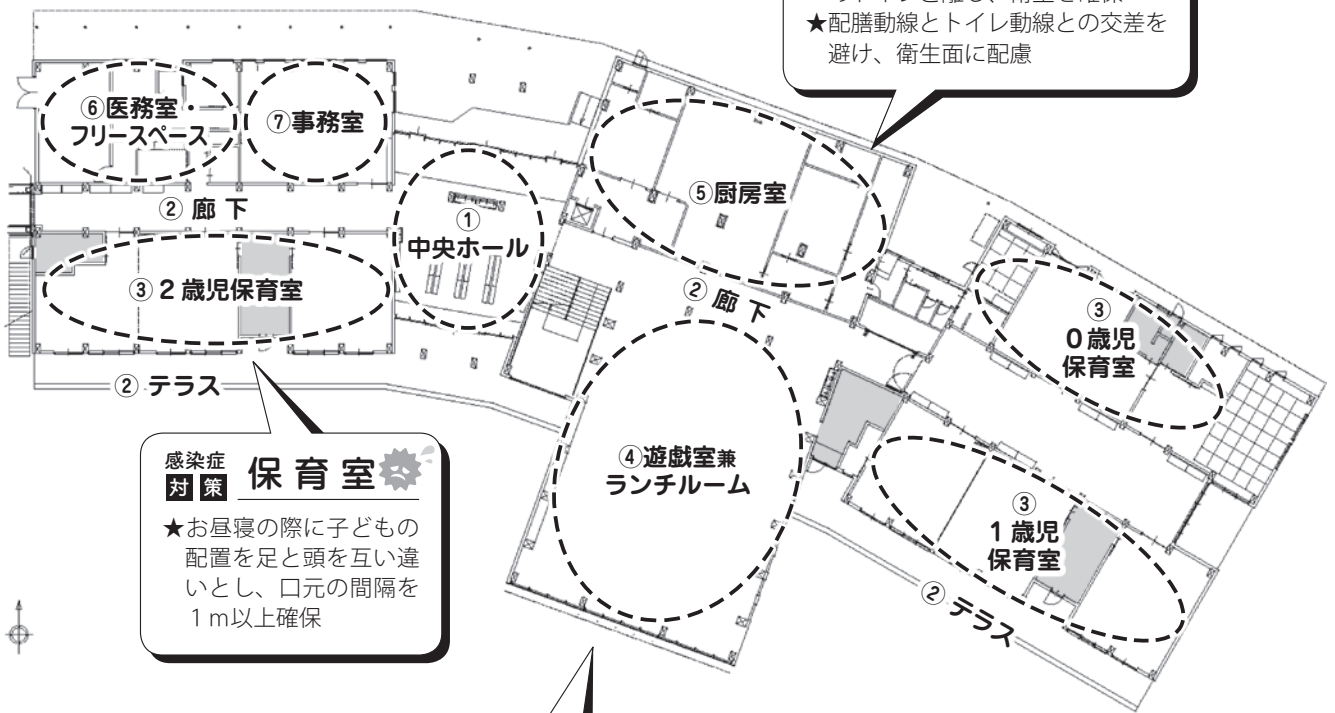 ★配膳動線とトイレ動線との交差を
避け、衛生面に配慮
⑥医務室・
フリースペース
⑦事務室
②廊下
①
中央ホール
⑤厨房室
③2歳児保育室
②廊下
③
0歳児
保育室
②テラス
④遊戯室兼
ランチルーム
③
1歳児
保育室
②テラス
感染症
対策 保育室
★お昼寝の際に子どもの
配置を足と頭を互い違
いとし、口元の間隔を
1m以上確保